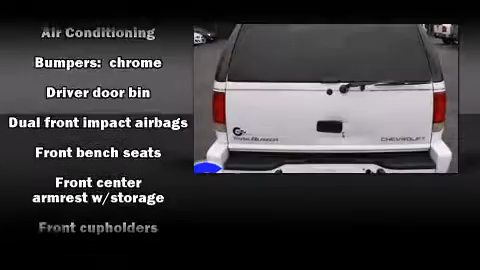 Air Conditioning
Bumpers: chrome
Driver door bin
Dual front impact airbags
Front bench seats
Front center
armrest w/storage
Front cupholders
CHEVROLET